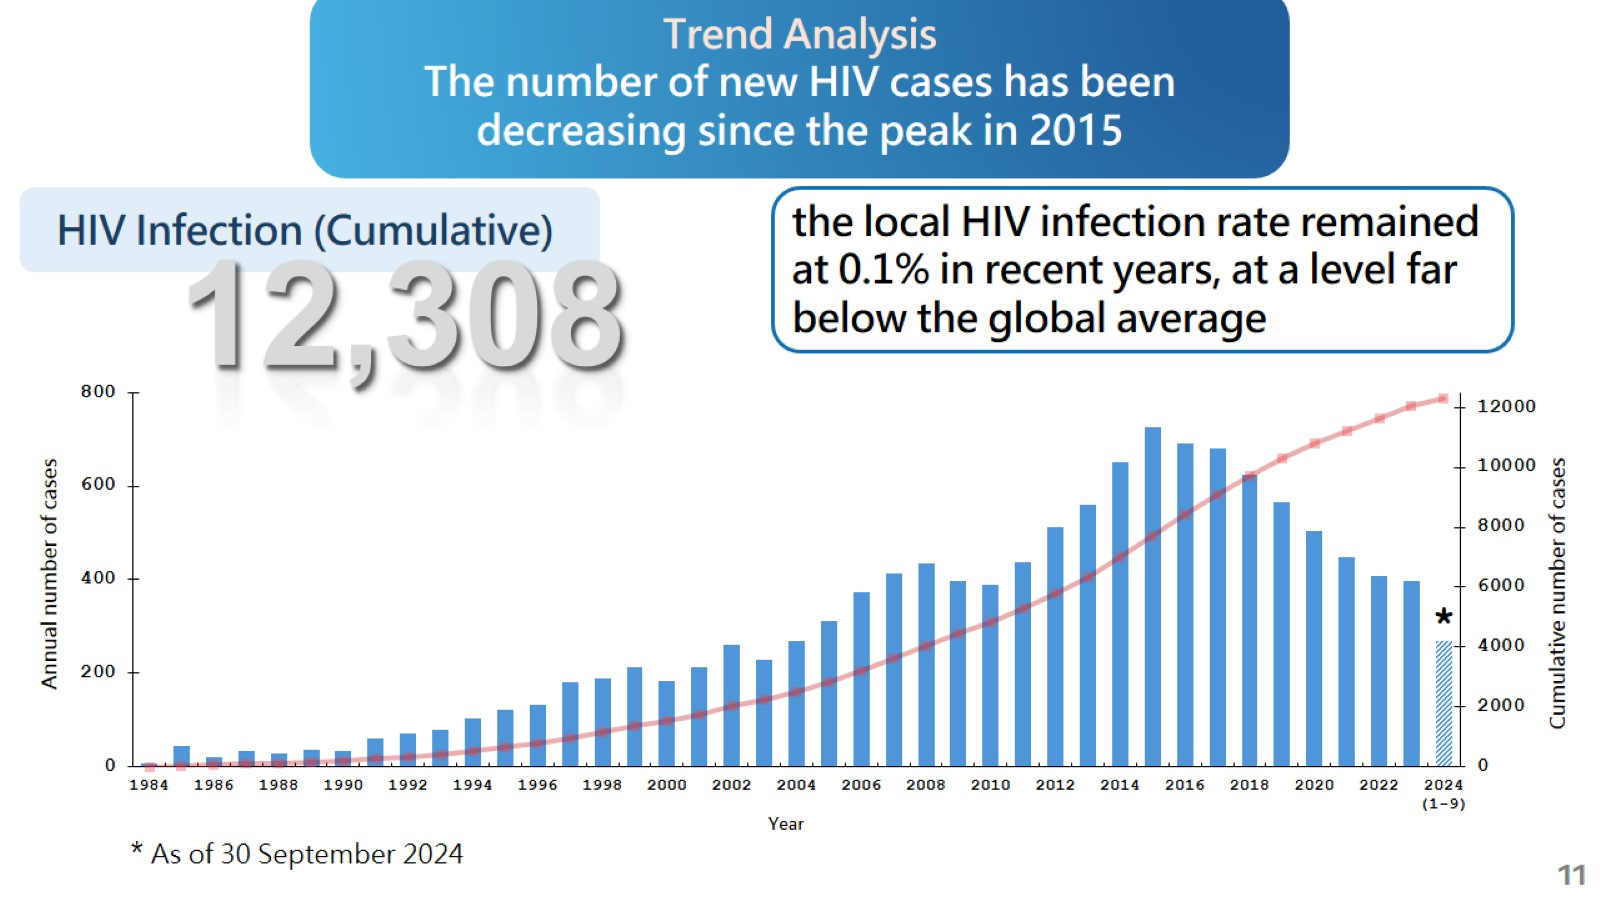 Trend Analysis
The number of new HIV cases has been
decreasing since the peak in 2015
HIV Infection (Cumulative)
12,308
the local HIV infection rate remained
at 0.1% in recent years, at a level far
below the global average
Annual number of cases
800
600
400
200
0
12000
10000
8000
6000
4000
2000
0
Cumulative number of cases
*
1984 1986 1988 1990 1992 1994 1996 1998 2000 2002 2004 2006 2008 2010 2012 2014 2016 2018 2020 2022 2024
(1-9)
Year
* As of 30 September 2024
11